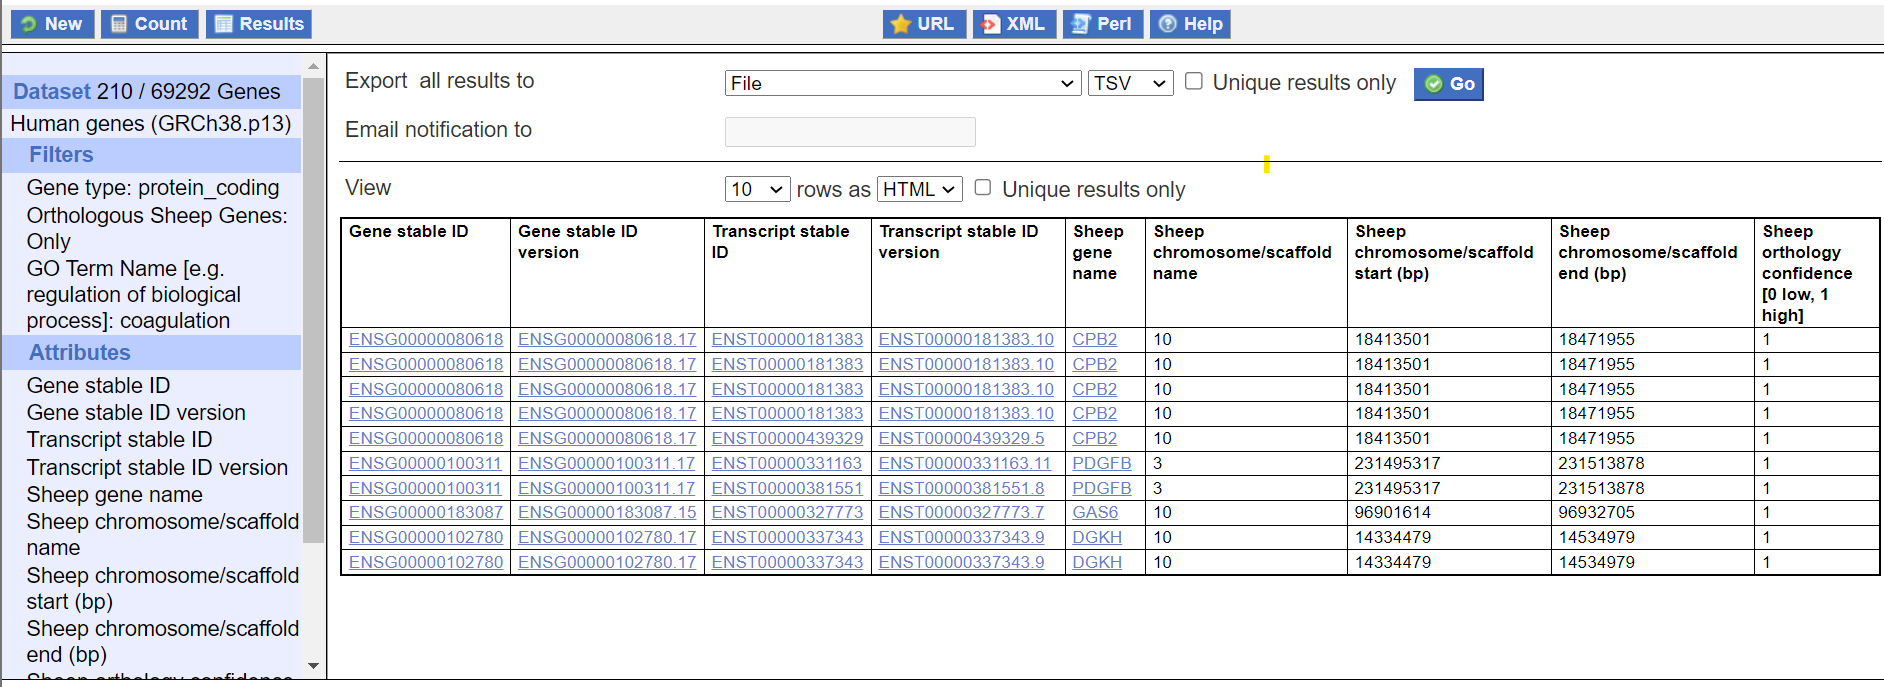 New Count Results URL XML Perl Help
Dataset 210 / 69292 Genes
Human genes (GRCh38.p13)
Filters
Gene type: protein_coding
Orthologous Sheep Genes:
Only
GO Term Name [e.g.
regulation of biological
process]: coagulation
Attributes
Gene stable ID
Gene stable ID version
Transcript stable ID
Transcript stable ID version
Sheep gene name
Sheep chromosome/scaffold
name
Sheep chromosome/scaffold
start (bp)
Sheep chromosome/scaffold
end (bp)
Sheep orthology confidence
Export all results to File TSV Unique results only Go
Email notification to
View 10 rows as HTML Unique results only
Gene stable ID Gene stable ID Transcript stable Transcript stable ID Sheep Sheep Sheep Sheep Sheep
version ID version gene chromosome/scaffold chromosome/scaffold chromosome/scaffold orthology
name name start (bp) end (bp) confidence
[0 low, 1
high]
ENSG00000080618 ENSG00000080618.17 ENST00000181383 ENST00000181383.10 CPB2 10 18413501 18471955 1
ENSG00000080618 ENSG00000080618.17 ENST00000181383 ENST00000181383.10 CPB2 10 18413501 18471955 1
ENSG00000080618 ENSG00000080618.17 ENST00000181383 ENST00000181383.10 CPB2 10 18413501 18471955 1
ENSG00000080618 ENSG00000080618.17 ENST00000181383 ENST00000181383.10 CPB2 10 18413501 18471955 1
ENSG00000080618 ENSG00000080618.17 ENST00000439329 ENST00000439329.5 CPB2 10 18413501 18471955 1
ENSG00000100311 ENSG00000100311.17 ENST00000331163 ENST00000331163.11 PDGFB 3 231495317 231513878 1
ENSG00000100311 ENSG00000100311.17 ENST00000381551 ENST00000381551.8 PDGFB 3 231495317 231513878 1
ENSG00000183087 ENSG00000183087.15 ENST00000327773 ENST00000327773.7 GAS6 10 96901614 96932705 1
ENSG00000102780 ENSG00000102780.17 ENST00000337343 ENST00000337343.9 DGKH 10 14334479 14534979 1
ENSG00000102780 ENSG00000102780.17 ENST00000337343 ENST00000337343.9 DGKH 10 14334479 14534979 1